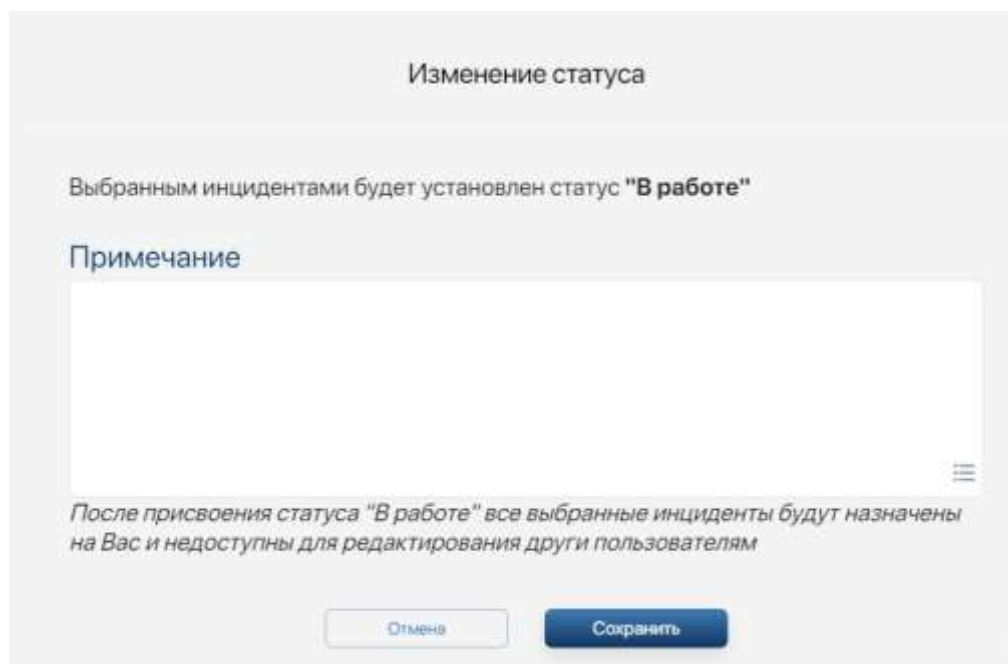 Изменение статуса
Выбранным инцидентами будет установлен статус "В работе"
Примечание
После присвоения статуса "В работе" все выбранные инциденты будут назначены
на Вас и недоступны для редактирования други пользователям
Отмена
Сохранить